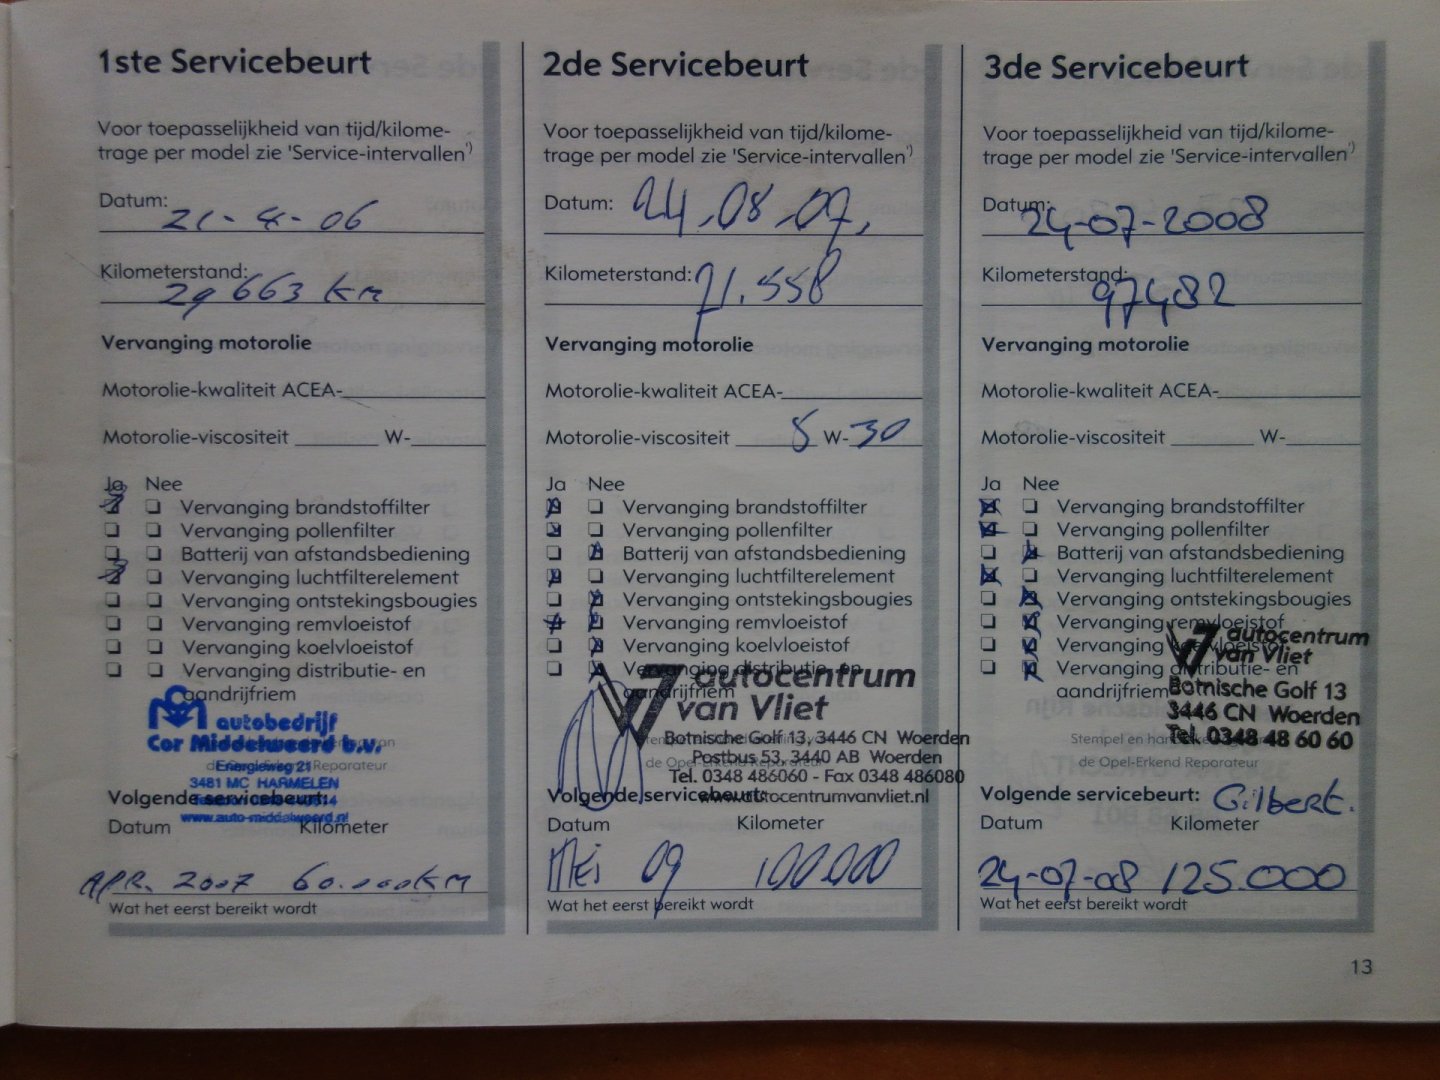 1ste Servicebeurt
Voor toepasselijkheid van tijd/kilome-
trage per model zie 'Service-intervallen'*)
Datum: 21-4-06
Kilometerstand: 29663 KM
Vervanging motorolie
Motorolie-kwaliteit ACEA-
Motorolie-viscositeit W-
Ja Nee
Vervanging brandstoffilter
Vervanging pollenfilter
Batterij van afstandsbediening
Vervanging luchtfilterelement
Vervanging ontstekingsbougies
Vervanging remvloeistof
Vervanging koelvloeistof
Vervanging distributie- en
aandrijfriem
autobedrijf
Cor Middelweerd b.v.
Energieweg 21
3481 MC HARMELEN
www.auto-middelweerd.nl
Volgende servicebeurt:
Datum Kilometer
APR. 2007 60.000KM
Wat het eerst bereikt wordt
2de Servicebeurt
Voor toepasselijkheid van tijd/kilome-
trage per model zie 'Service-intervallen'*)
Datum: 24.08.07,
Kilometerstand: 71.558
Vervanging motorolie
Motorolie-kwaliteit ACEA-
Motorolie-viscositeit 5 W-30
Ja Nee
Vervanging brandstoffilter
Vervanging pollenfilter
Batterij van afstandsbediening
Vervanging luchtfilterelement
Vervanging ontstekingsbougies
Vervanging remvloeistof
Vervanging koelvloeistof
Vervanging distributie- en
aandrijfriem
autocentrum
van Vliet
Botnische Golf 13, 3446 CN Woerden
Postbus 53, 3440 AB Woerden
Tel. 0348 486060 - Fax 0348 486080
www.autocentrumvanvliet.nl
Volgende servicebeurt:
Datum Kilometer
MEi 09 100.000
Wat het eerst bereikt wordt
3de Servicebeurt
Voor toepasselijkheid van tijd/kilome-
trage per model zie 'Service-intervallen'*)
Datum: 24-07-2008
Kilometerstand: 97482
Vervanging motorolie
Motorolie-kwaliteit ACEA-
Motorolie-viscositeit W-
Ja Nee
Vervanging brandstoffilter
Vervanging pollenfilter
Batterij van afstandsbediening
Vervanging luchtfilterelement
Vervanging ontstekingsbougies
Vervanging remvloeistof
Vervanging koelvloeistof
Vervanging distributie- en
aandrijfriem
autocentrum
van Vliet
Botnische Golf 13
3446 CN Woerden
Tel. 0348 48 60 60
Stempel en
de Opel-Erkend Reparateur
Volgende servicebeurt: Gilbert.
Datum Kilometer
24-07-08 125.000
Wat het eerst bereikt wordt
13